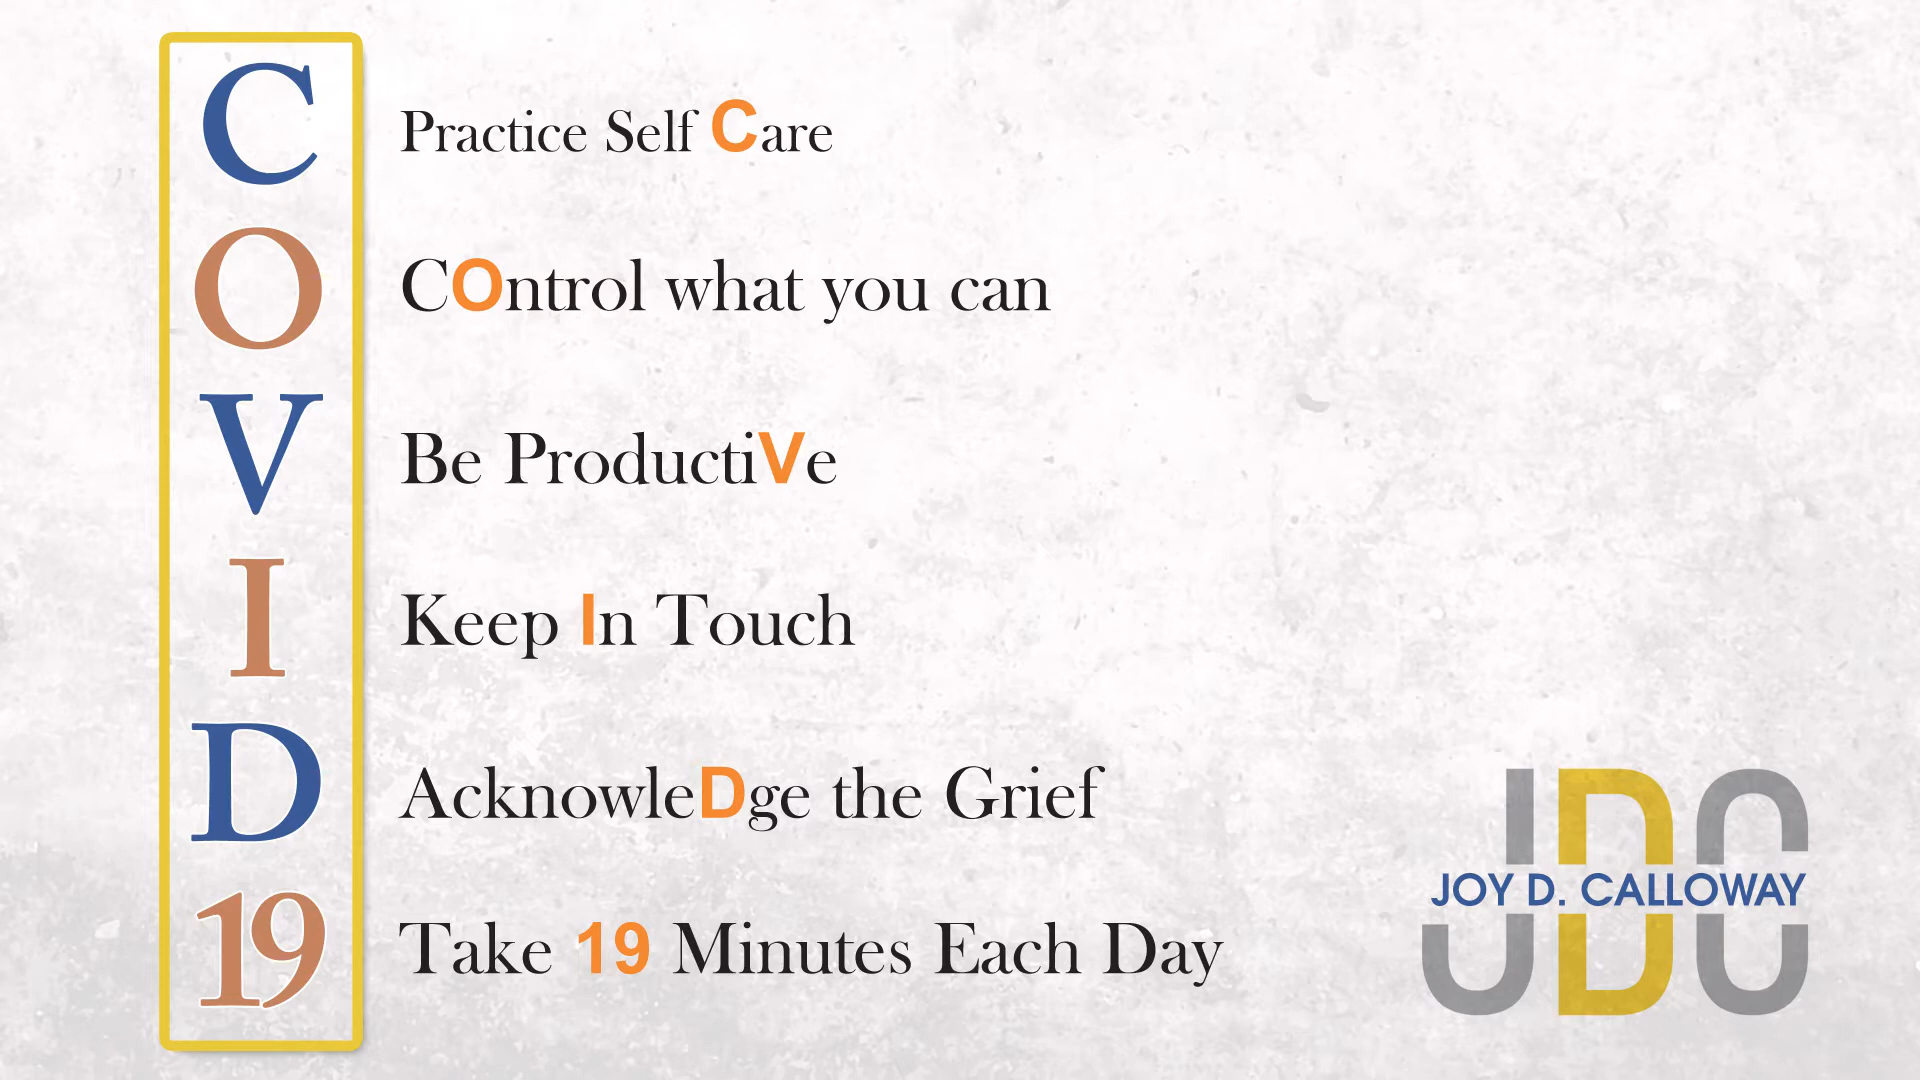 C
Practice Self Care
O
COntrol what you can
V
Be ProductiVe
I
Keep In Touch
D
AcknowleDge the Grief
19
Take 19 Minutes Each Day
JDC
JOY D. CALLOWAY